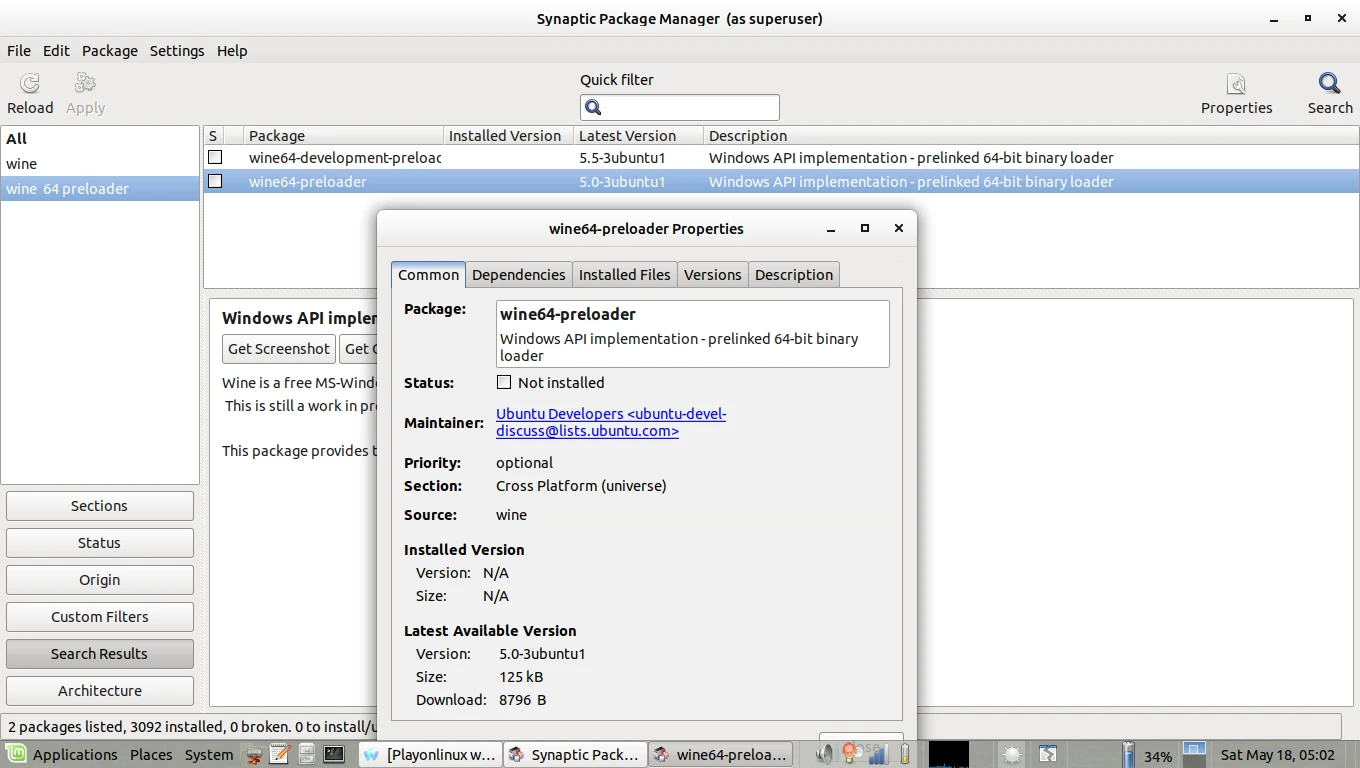 Synaptic Package Manager (as superuser)
File Edit Package Settings Help
Reload Apply
Quick filter
Properties Search
All
wine
wine 64 preloader
S Package Installed Version Latest Version Description
wine64-development-preloac 5.5-3ubuntu1 Windows API implementation - prelinked 64-bit binary loader
wine64-preloader 5.0-3ubuntu1 Windows API implementation - prelinked 64-bit binary loader
Windows API implen
Get Screenshot Get C
Wine is a free MS-Wind
This is still a work in pr
This package provides t
wine64-preloader Properties
Common Dependencies Installed Files Versions Description
Package: wine64-preloader
Windows API implementation - prelinked 64-bit binary
loader
Status: Not installed
Maintainer: Ubuntu Developers <ubuntu-devel-
discuss@lists.ubuntu.com>
Priority: optional
Section: Cross Platform (universe)
Source: wine
Installed Version
Version: N/A
Size: N/A
Latest Available Version
Version: 5.0-3ubuntu1
Size: 125 kB
Download: 8796 B
Sections
Status
Origin
Custom Filters
Search Results
Architecture
2 packages listed, 3092 installed, 0 broken. 0 to install/u
Applications Places System [Playonlinux w... Synaptic Pack... wine64-preloa... 34% Sat May 18, 05:02